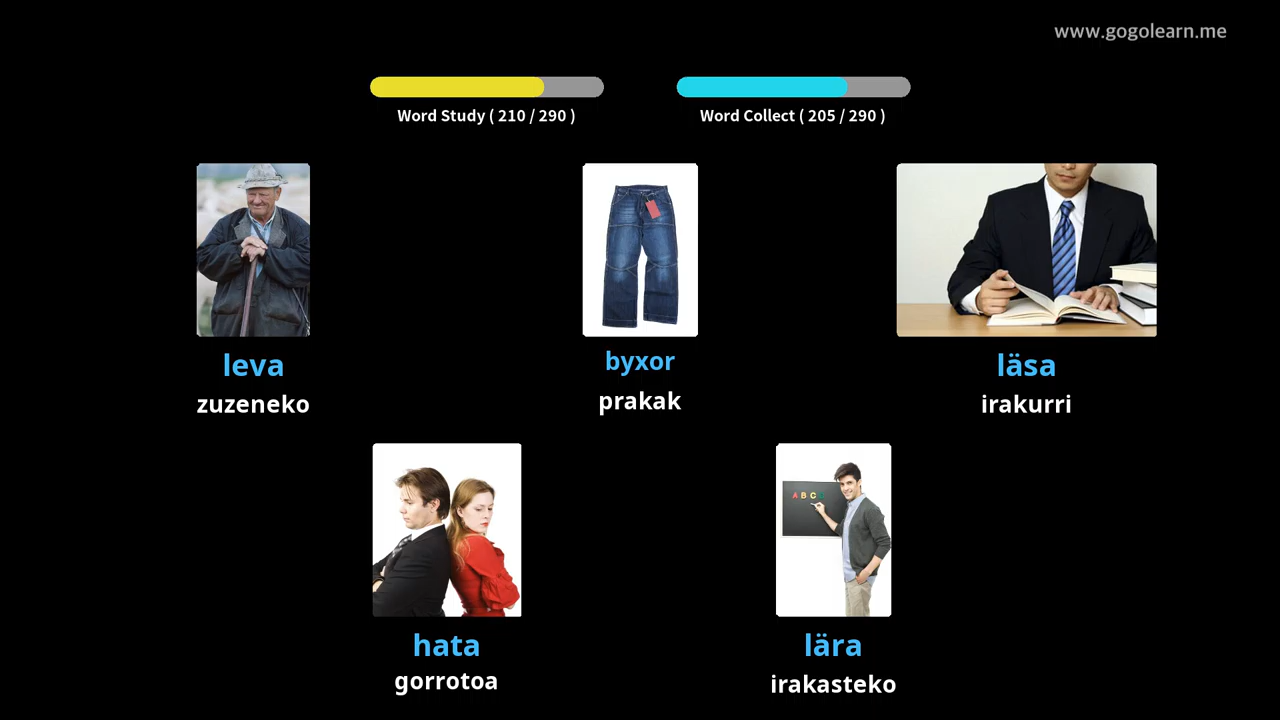 www.gogolearn.me
Word Study ( 210 / 290 )
Word Collect ( 205 / 290 )
leva
zuzeneko
byxor
prakak
läsa
irakurri
hata
gorrotoa
lära
irakasteko